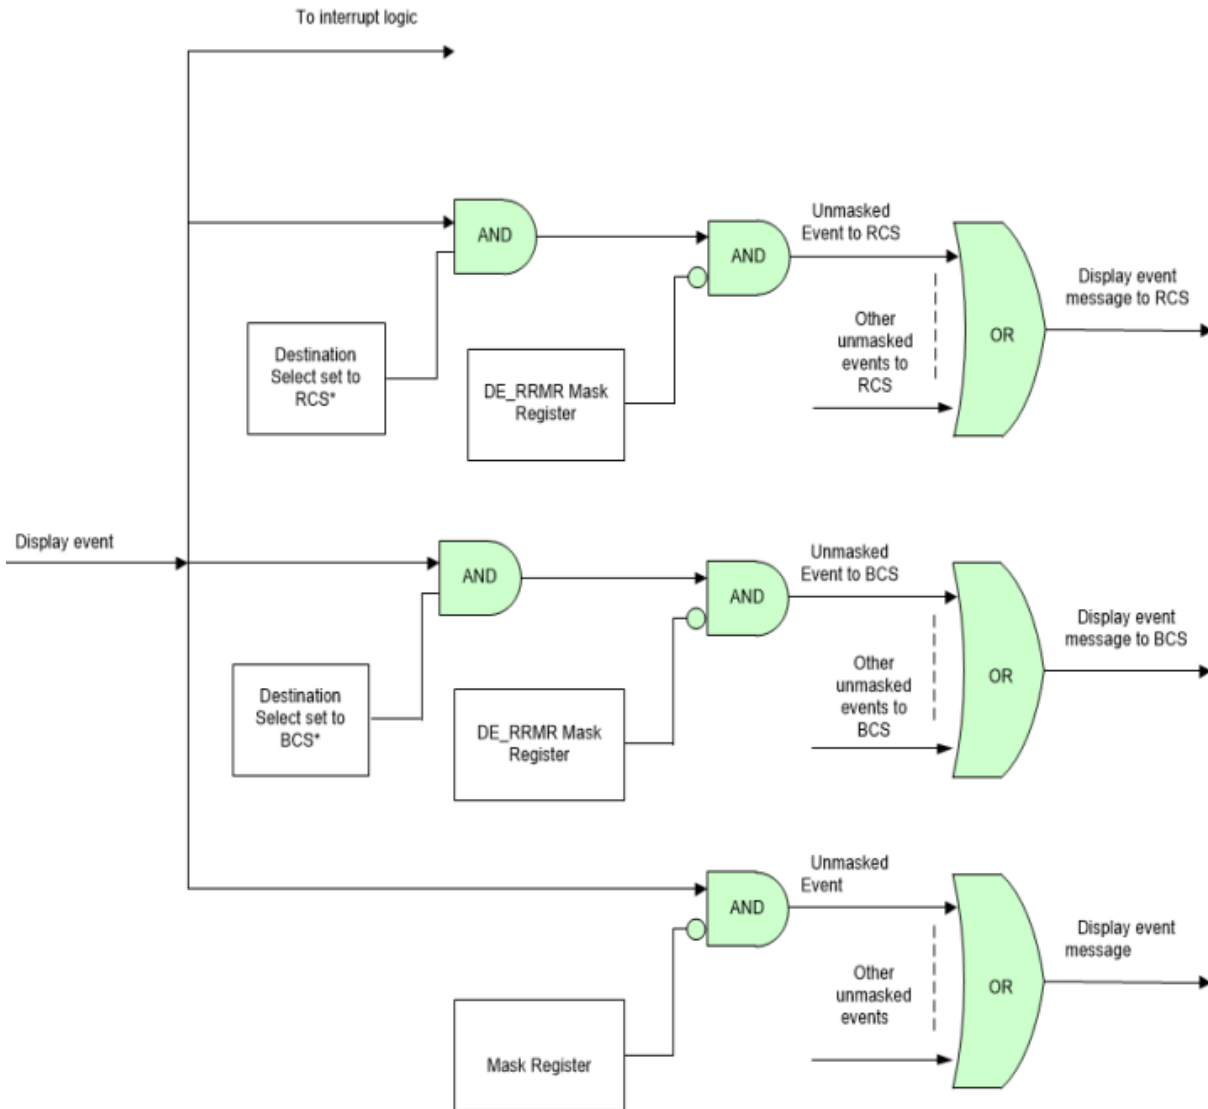 To interrupt logic
AND
AND
Unmasked
Event to RCS
Display event
message to RCS
OR
Other
unmasked
events to
RCS
Destination
Select set to
RCS*
DE_RRMR Mask
Register
Display event
AND
AND
Unmasked
Event to BCS
Display event
message to BCS
OR
Other
unmasked
events to
BCS
Destination
Select set to
BCS*
DE_RRMR Mask
Register
AND
Unmasked
Event
Display event
message
OR
Other
unmasked
events
Mask Register